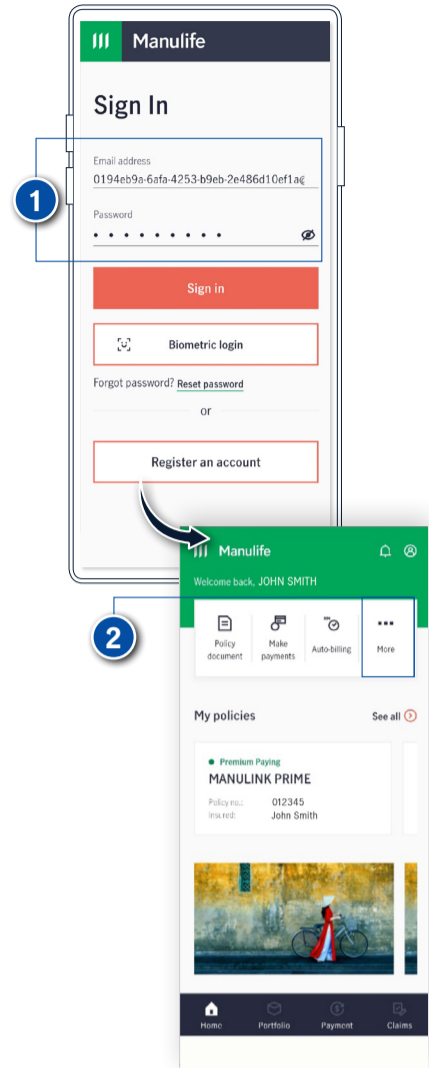 Manulife
Sign In
Email address
0194eb9a-6afa-4253-b9eb-2e486d10ef1a
Password
1
Sign in
Biometric login
Forgot password? Reset password
or
Register an account
Manulife
Welcome back, JOHN SMITH
2
Policy document
Make payments
Auto-billing
More
My policies
See all
Premium Paying
MANULINK PRIME
Policy no.: 012345
Insured: John Smith
Home
Portfolio
Payment
Claims